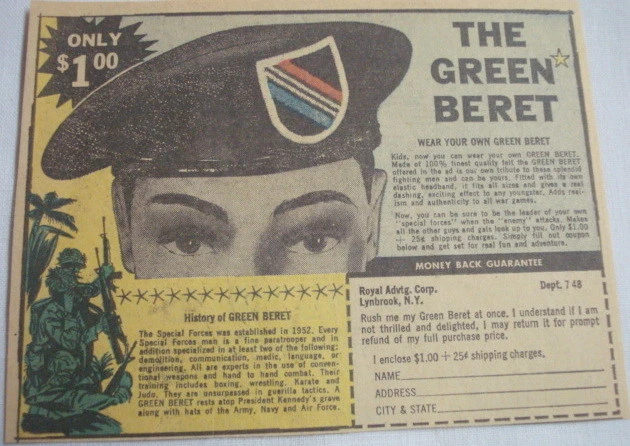 ONLY
$1.00
THE
GREEN
BERET
WEAR YOUR OWN GREEN BERET
Kids, now you can wear your own GREEN BERET.
Made of 100% finest quality felt the GREEN BERET
offered in the ad is our own tribute to these splendid
fighting men and can be yours. Fitted with its own
elastic headband, it fits all sizes and gives a real
dashing, exciting effect to any youngster. Adds real-
ism and authenticity to all war games.
Now, you can be sure to be the leader of your own
"special forces" when the "enemy" attacks. Makes
all the other guys and gals look up to you. Only $1.00
+ 25¢ shipping charges. Simply fill out coupon
below and get set for real fun and adventure.
MONEY BACK GUARANTEE
History of GREEN BERET
The Special Forces was established in 1952. Every
Special Forces man is a fine paratrooper and in
addition specialized in at least two of the following:
demolition, communication, medic, language, or
engineering. All are experts in the use of conven-
tional weapons and hand to hand combat. Their
training includes boxing, wrestling, Karate and
Judo. They are unsurpassed in guerilla tactics. A
GREEN BERET rests atop President Kennedy's grave
along with hats of the Army, Navy and Air Force.
Royal Advtg. Corp. Dept. 748
Lynbrook, N.Y.
Rush me my Green Beret at once. I understand if I am
not thrilled and delighted, I may return it for prompt
refund of my full purchase price.
I enclose $1.00 + 25¢ shipping charges.
NAME
ADDRESS
CITY & STATE